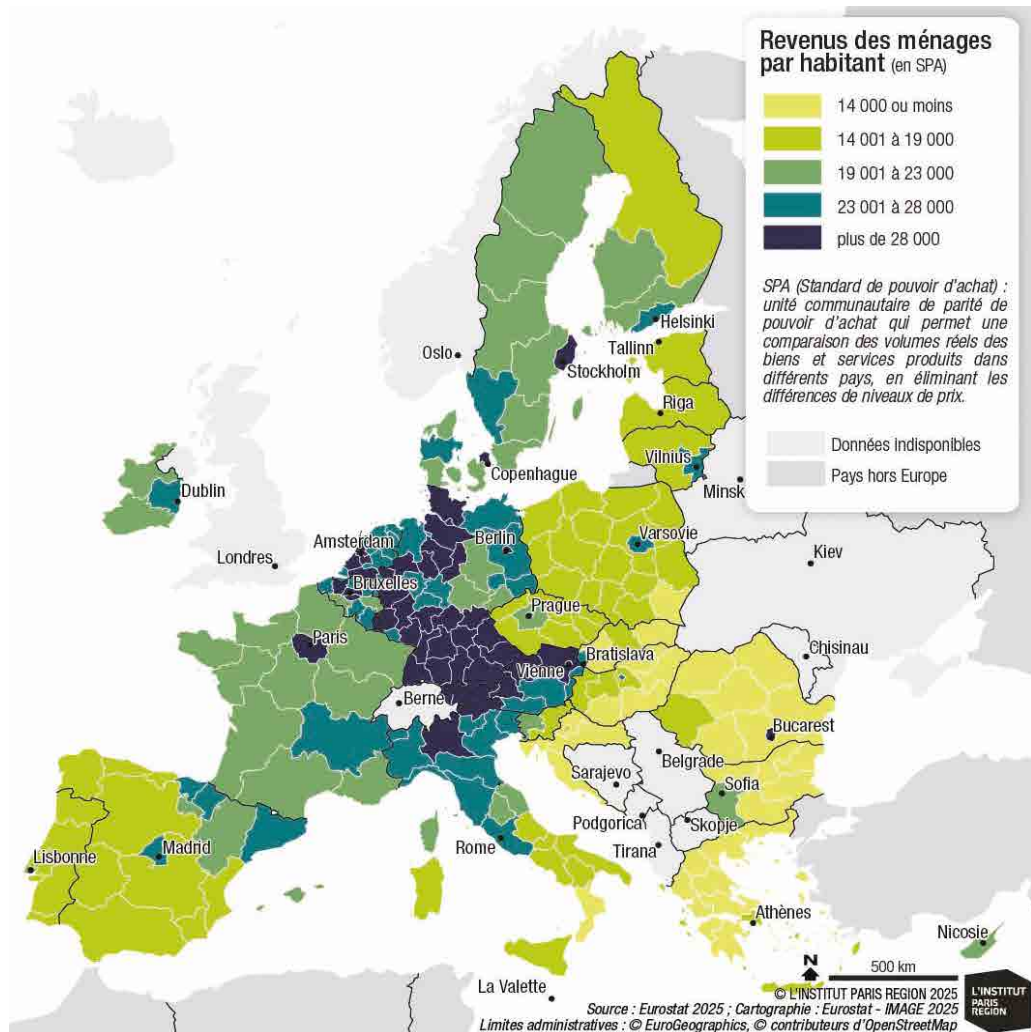 Revenus des ménages
par habitant (en SPA)
14 000 ou moins
14 001 à 19 000
19 001 à 23 000
23 001 à 28 000
plus de 28 000
SPA (Standard de pouvoir d'achat) :
unité communautaire de parité de
pouvoir d'achat qui permet une
comparaison des volumes réels des
biens et services produits dans
différents pays, en éliminant les
différences de niveaux de prix.
Données indisponibles
Pays hors Europe
Helsinki
Tallinn
Oslo
Stockholm
Riga
Vilnius
Copenhague
Minsk
Dublin
Amsterdam
Berlin
Varsovie
Londres
Kiev
Bruxelles
Prague
Paris
Chisinau
Bratislava
Vienne
Berne
Bucarest
Belgrade
Sarajevo
Sofia
Podgorica
Skopje
Madrid
Rome
Tirana
Lisbonne
Athènes
Nicosie
La Valette
N
500 km
© L'INSTITUT PARIS REGION 2025
Source : Eurostat 2025 ; Cartographie : Eurostat - IMAGE 2025
Limites administratives : © EuroGeographics, © contributeurs d'OpenStreetMap
L'INSTITUT
PARIS
REGION